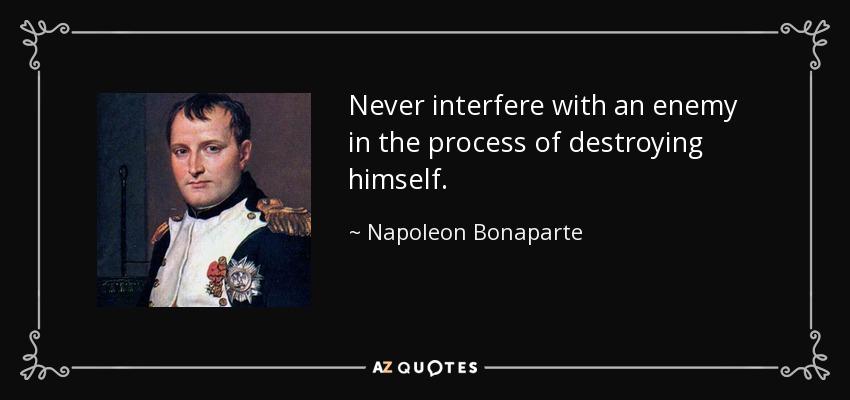 Never interfere with an enemy
in the process of destroying
himself.
~ Napoleon Bonaparte
AZ QUOTES